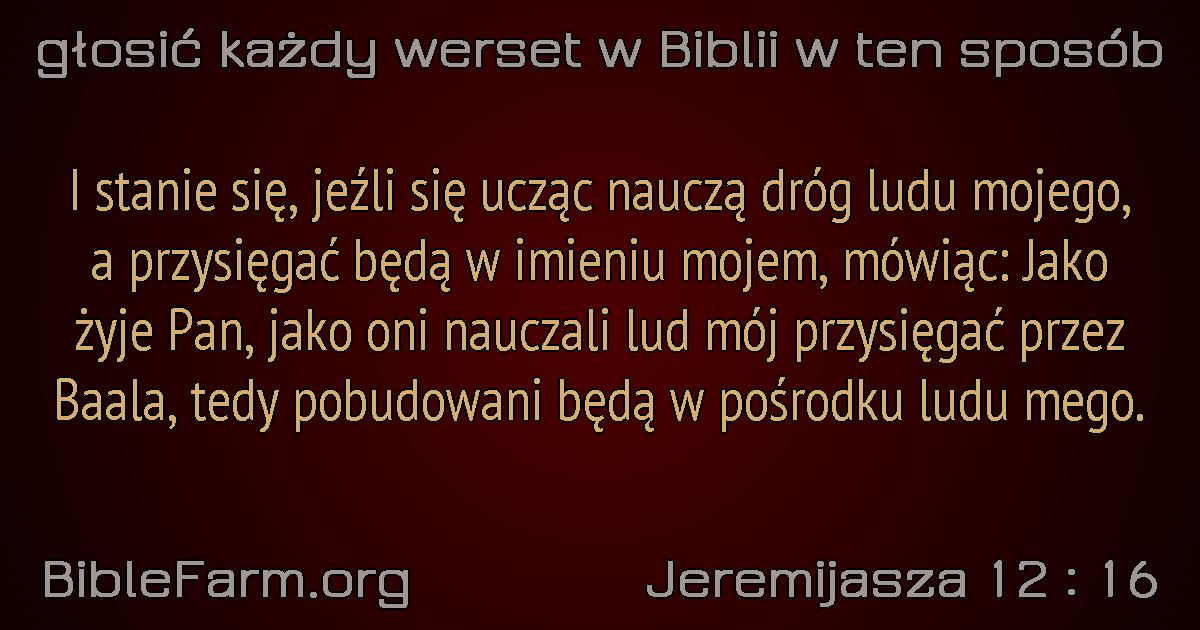 głosić każdy werset w Biblii w ten sposób
I stanie się, jeźli się ucząc nauczą dróg ludu mojego,
a przysięgać będą w imieniu mojem, mówiąc: Jako
żyje Pan, jako oni nauczali lud mój przysięgać przez
Baala, tedy pobudowani będą w pośrodku ludu mego.
BibleFarm.org
Jeremijasza 12 : 16